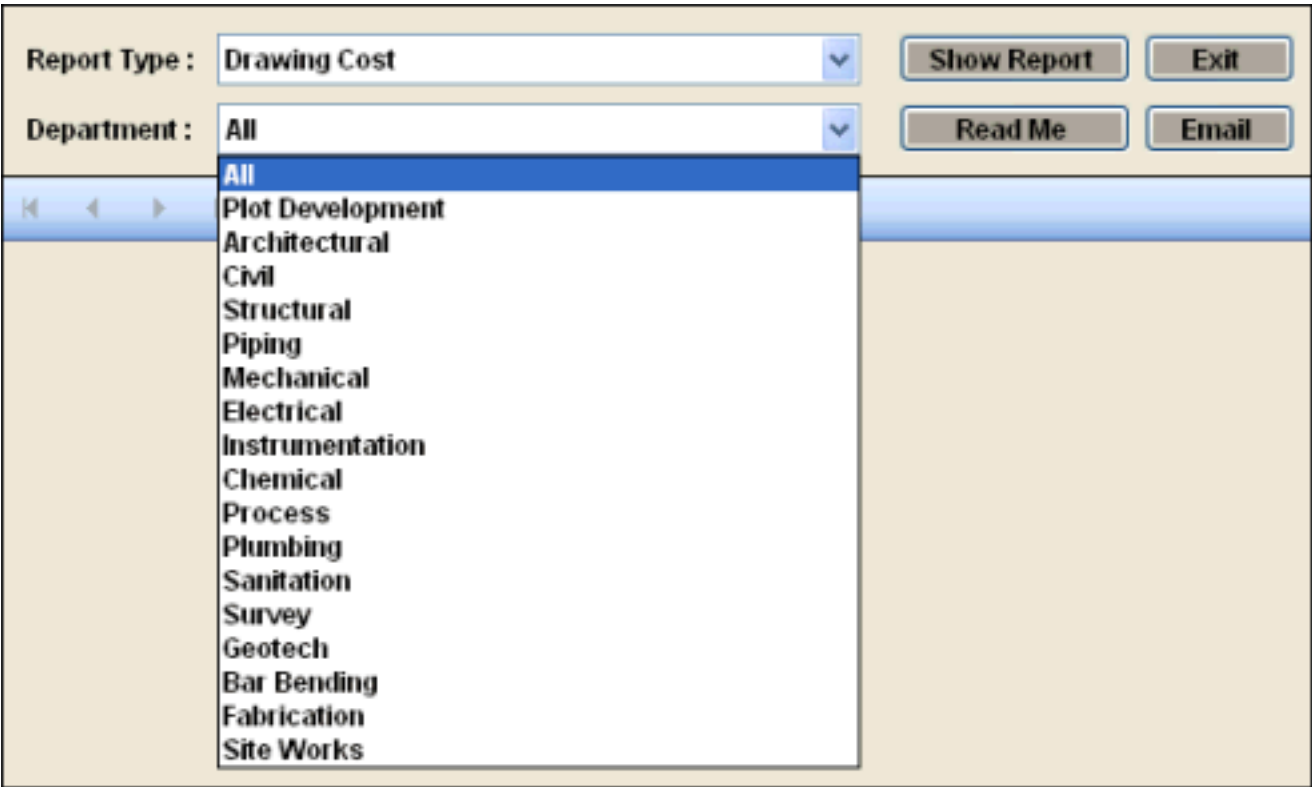 Report Type : Drawing Cost Show Report Exit
Department : All Read Me Email
All
Plot Development
Architectural
Civil
Structural
Piping
Mechanical
Electrical
Instrumentation
Chemical
Process
Plumbing
Sanitation
Survey
Geotech
Bar Bending
Fabrication
Site Works